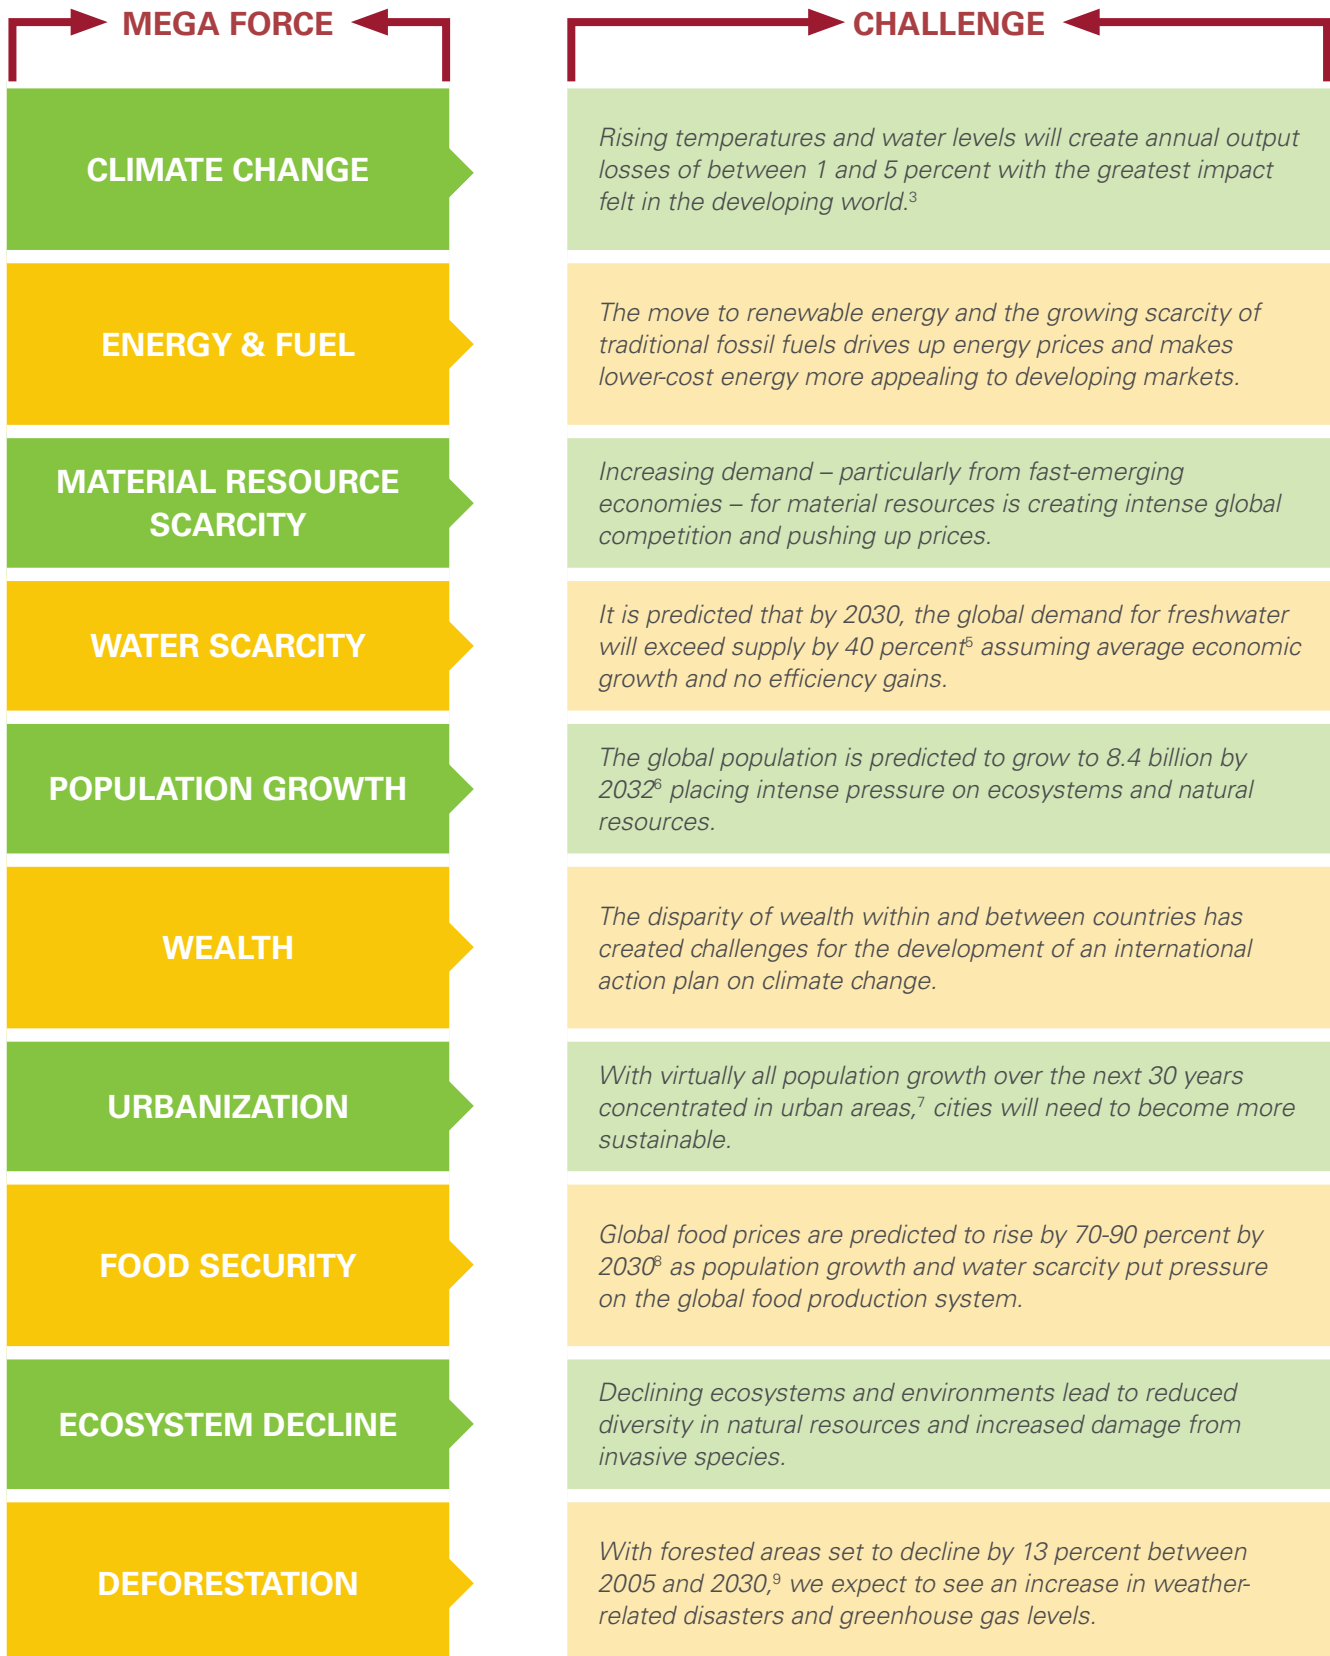 MEGA FORCE
CHALLENGE
CLIMATE CHANGE
Rising temperatures and water levels will create annual output
losses of between 1 and 5 percent with the greatest impact
felt in the developing world.³
ENERGY & FUEL
The move to renewable energy and the growing scarcity of
traditional fossil fuels drives up energy prices and makes
lower-cost energy more appealing to developing markets.
MATERIAL RESOURCE
SCARCITY
Increasing demand – particularly from fast-emerging
economies – for material resources is creating intense global
competition and pushing up prices.
WATER SCARCITY
It is predicted that by 2030, the global demand for freshwater
will exceed supply by 40 percent⁵ assuming average economic
growth and no efficiency gains.
POPULATION GROWTH
The global population is predicted to grow to 8.4 billion by
2032⁶ placing intense pressure on ecosystems and natural
resources.
WEALTH
The disparity of wealth within and between countries has
created challenges for the development of an international
action plan on climate change.
URBANIZATION
With virtually all population growth over the next 30 years
concentrated in urban areas,⁷ cities will need to become more
sustainable.
FOOD SECURITY
Global food prices are predicted to rise by 70-90 percent by
2030⁸ as population growth and water scarcity put pressure
on the global food production system.
ECOSYSTEM DECLINE
Declining ecosystems and environments lead to reduced
diversity in natural resources and increased damage from
invasive species.
DEFORESTATION
With forested areas set to decline by 13 percent between
2005 and 2030,⁹ we expect to see an increase in weather-
related disasters and greenhouse gas levels.